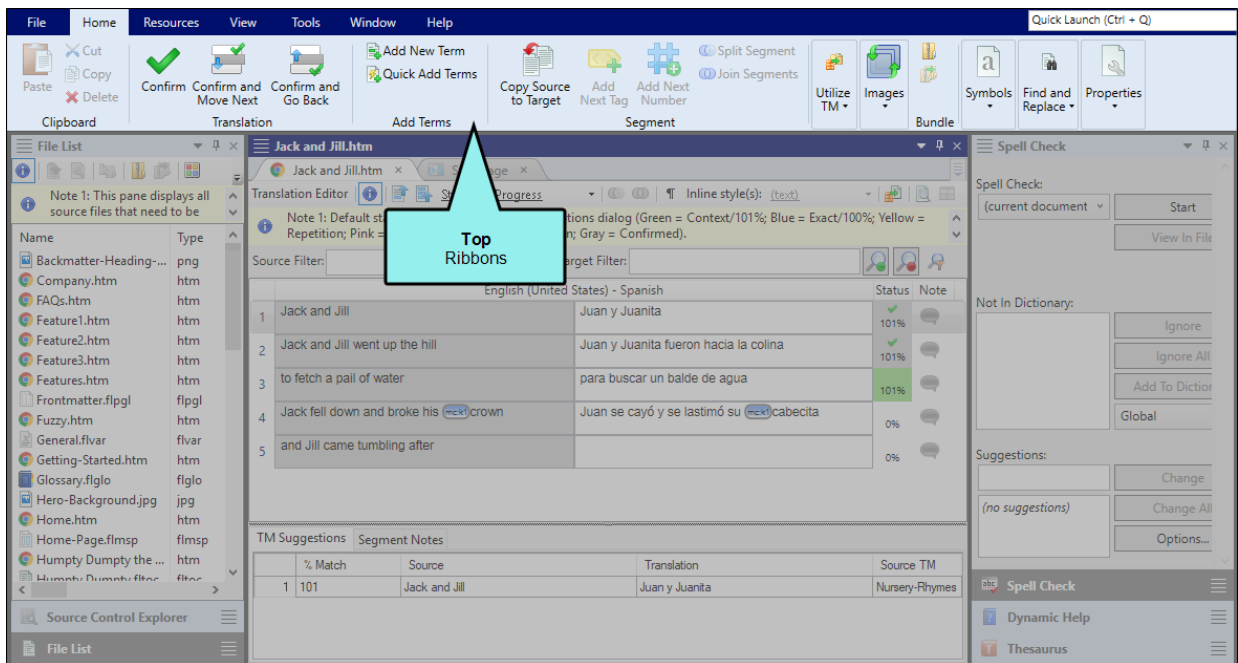 File Home Resources View Tools Window Help Quick Launch (Ctrl + Q)
Paste
Cut
Copy
Delete
Clipboard
Confirm
Confirm and
Move Next
Confirm and
Go Back
Translation
Add New Term
Quick Add Terms
Add Terms
Copy Source
to Target
Add
Next Tag
Add Next
Number
Split Segment
Join Segments
Segment
Utilize
TM
Images
Bundle
Symbols
Find and
Replace
Properties
File List
Note 1: This pane displays all
source files that need to be
Name Type
Backmatter-Heading-... png
Company.htm htm
FAQs.htm htm
Feature1.htm htm
Feature2.htm htm
Feature3.htm htm
Features.htm htm
Frontmatter.flpgl flpgl
Fuzzy.htm htm
General.flvar flvar
Getting-Started.htm htm
Glossary.flglo flglo
Hero-Background.jpg jpg
Home.htm htm
Home-Page.flmsp flmsp
Humpty Dumpty the ... htm
Humpty Dumpty.fltoc fltoc
Source Control Explorer
File List
Jack and Jill.htm
Jack and Jill.htm
Translation Editor Progress Inline style(s): (text)
Note 1: Default st tions dialog (Green = Context/101%; Blue = Exact/100%; Yellow =
Repetition; Pink = n; Gray = Confirmed).
Source Filter: arget Filter:
English (United States) - Spanish Status Note
1 Jack and Jill Juan y Juanita 101%
2 Jack and Jill went up the hill Juan y Juanita fueron hacia la colina 101%
3 to fetch a pail of water para buscar un balde de agua 101%
4 Jack fell down and broke his mck1 crown Juan se cayó y se lastimó su mck1 cabecita 0%
5 and Jill came tumbling after 0%
Top
Ribbons
TM Suggestions Segment Notes
% Match Source Translation Source TM
1 101 Jack and Jill Juan y Juanita Nursery-Rhymes
Spell Check
Spell Check:
(current document Start
View In File
Not In Dictionary:
Ignore
Ignore All
Add To Diction
Global
Suggestions:
Change
(no suggestions) Change All
Options...
Spell Check
Dynamic Help
Thesaurus